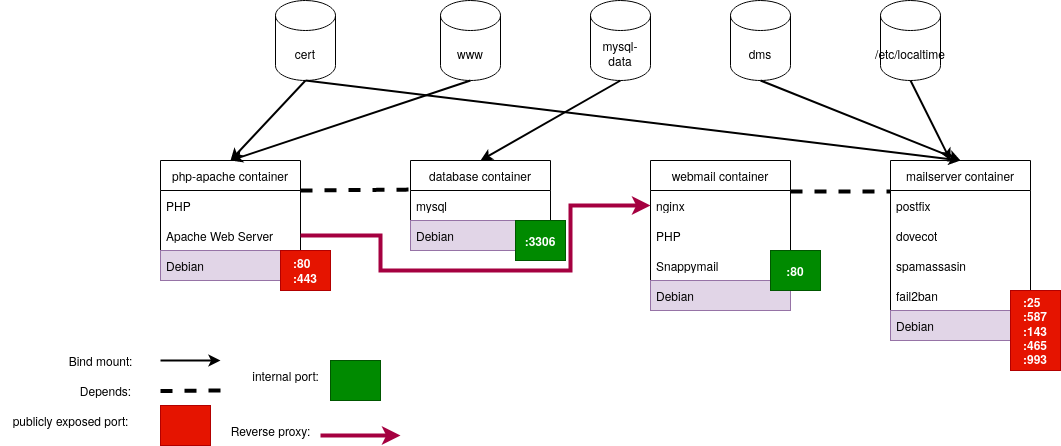 cert
www
mysql-
data
dms
/etc/localtime
php-apache container
PHP
Apache Web Server
Debian
:80
:443
database container
mysql
Debian
:3306
webmail container
nginx
PHP
Snappymail
Debian
:80
mailserver container
postfix
dovecot
spamassasin
fail2ban
Debian
:25
:587
:143
:465
:993
Bind mount:
Depends:
publicly exposed port:
internal port:
Reverse proxy: